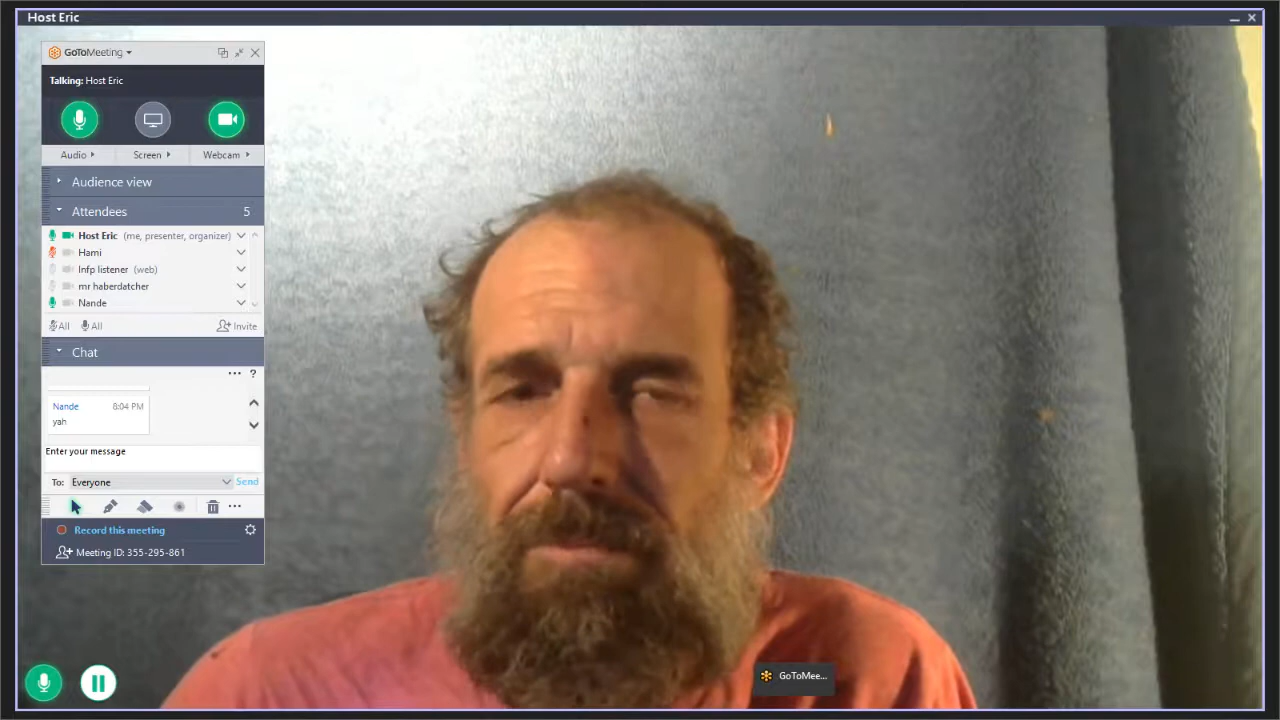 Host Eric
GoToMeeting
Talking: Host Eric
Audio
Screen
Webcam
Audience view
Attendees 5
Host Eric (me, presenter, organizer)
Hami
Infp listener (web)
mr haberdatcher
Nande
All All Invite
Chat
... ?
Nande 8:04 PM
yah
Enter your message
To: Everyone Send
...
Record this meeting
Meeting ID: 355-295-861
GoToMee...